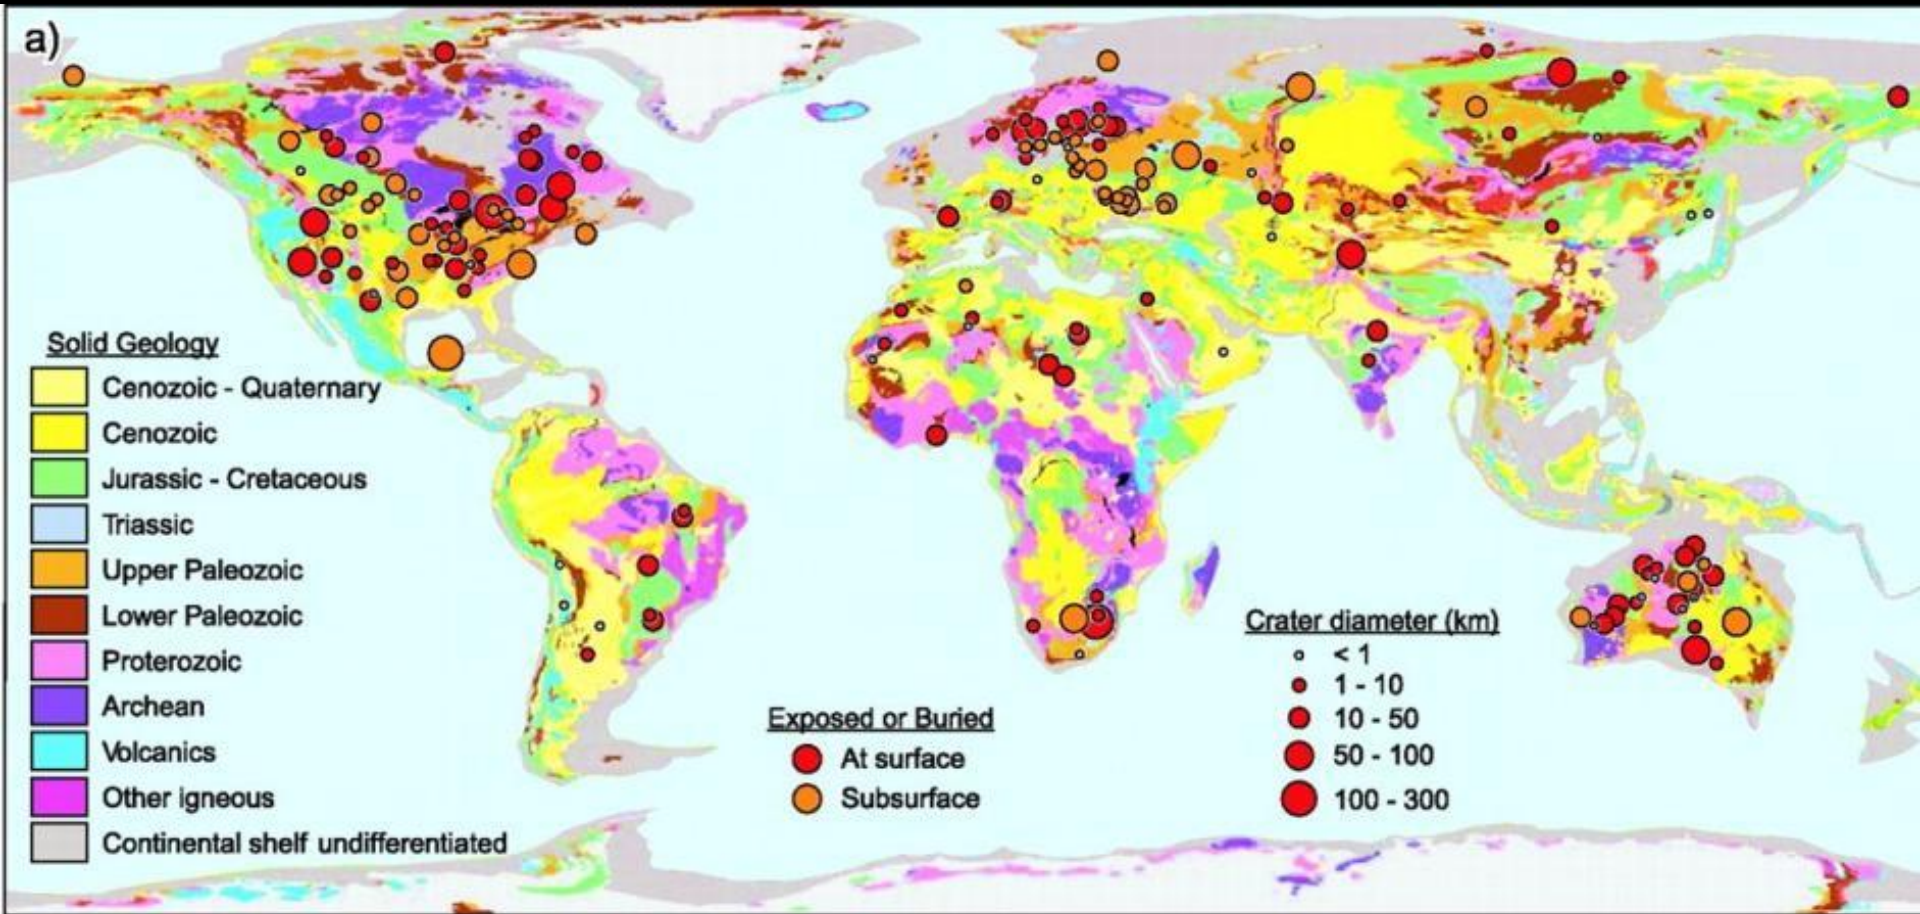 a)
Solid Geology
Cenozoic - Quaternary
Cenozoic
Jurassic - Cretaceous
Triassic
Upper Paleozoic
Lower Paleozoic
Proterozoic
Archean
Volcanics
Other igneous
Continental shelf undifferentiated
Exposed or Buried
At surface
Subsurface
Crater diameter (km)
< 1
1 - 10
10 - 50
50 - 100
100 - 300